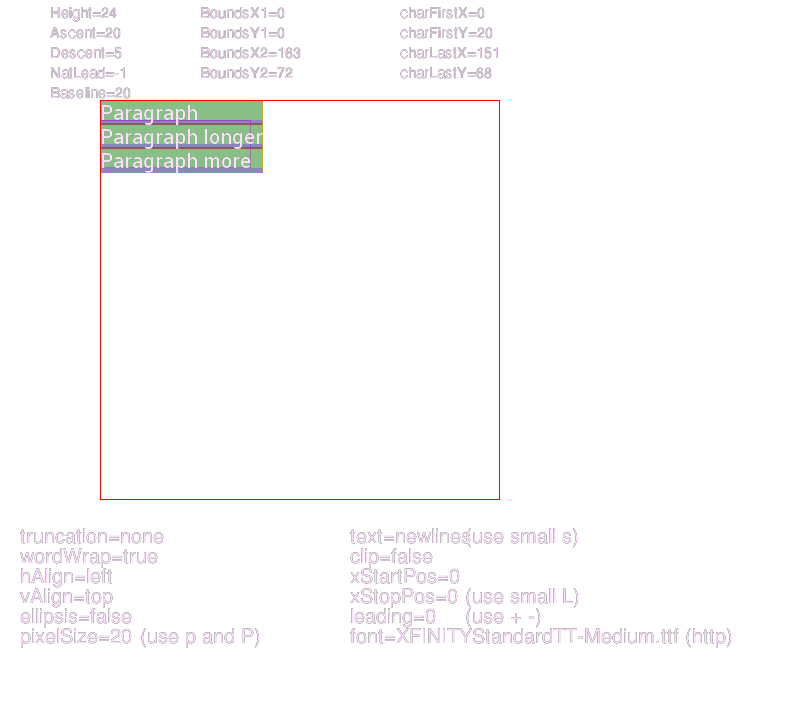 Height=24
Ascent=20
Descent=5
NatLead=-1
Baseline=20
BoundsX1=0
BoundsY1=0
BoundsX2=163
BoundsY2=72
charFirstX=0
charFirstY=20
charLastX=151
charLastY=68
Paragraph
Paragraph longer
Paragraph more
truncation=none
wordWrap=true
hAlign=left
vAlign=top
ellipsis=false
pixelSize=20 (use p and P)
text=newlines(use small s)
clip=false
xStartPos=0
xStopPos=0 (use small L)
leading=0 (use + -)
font=XFINITYStandardTT-Medium.ttf (http)